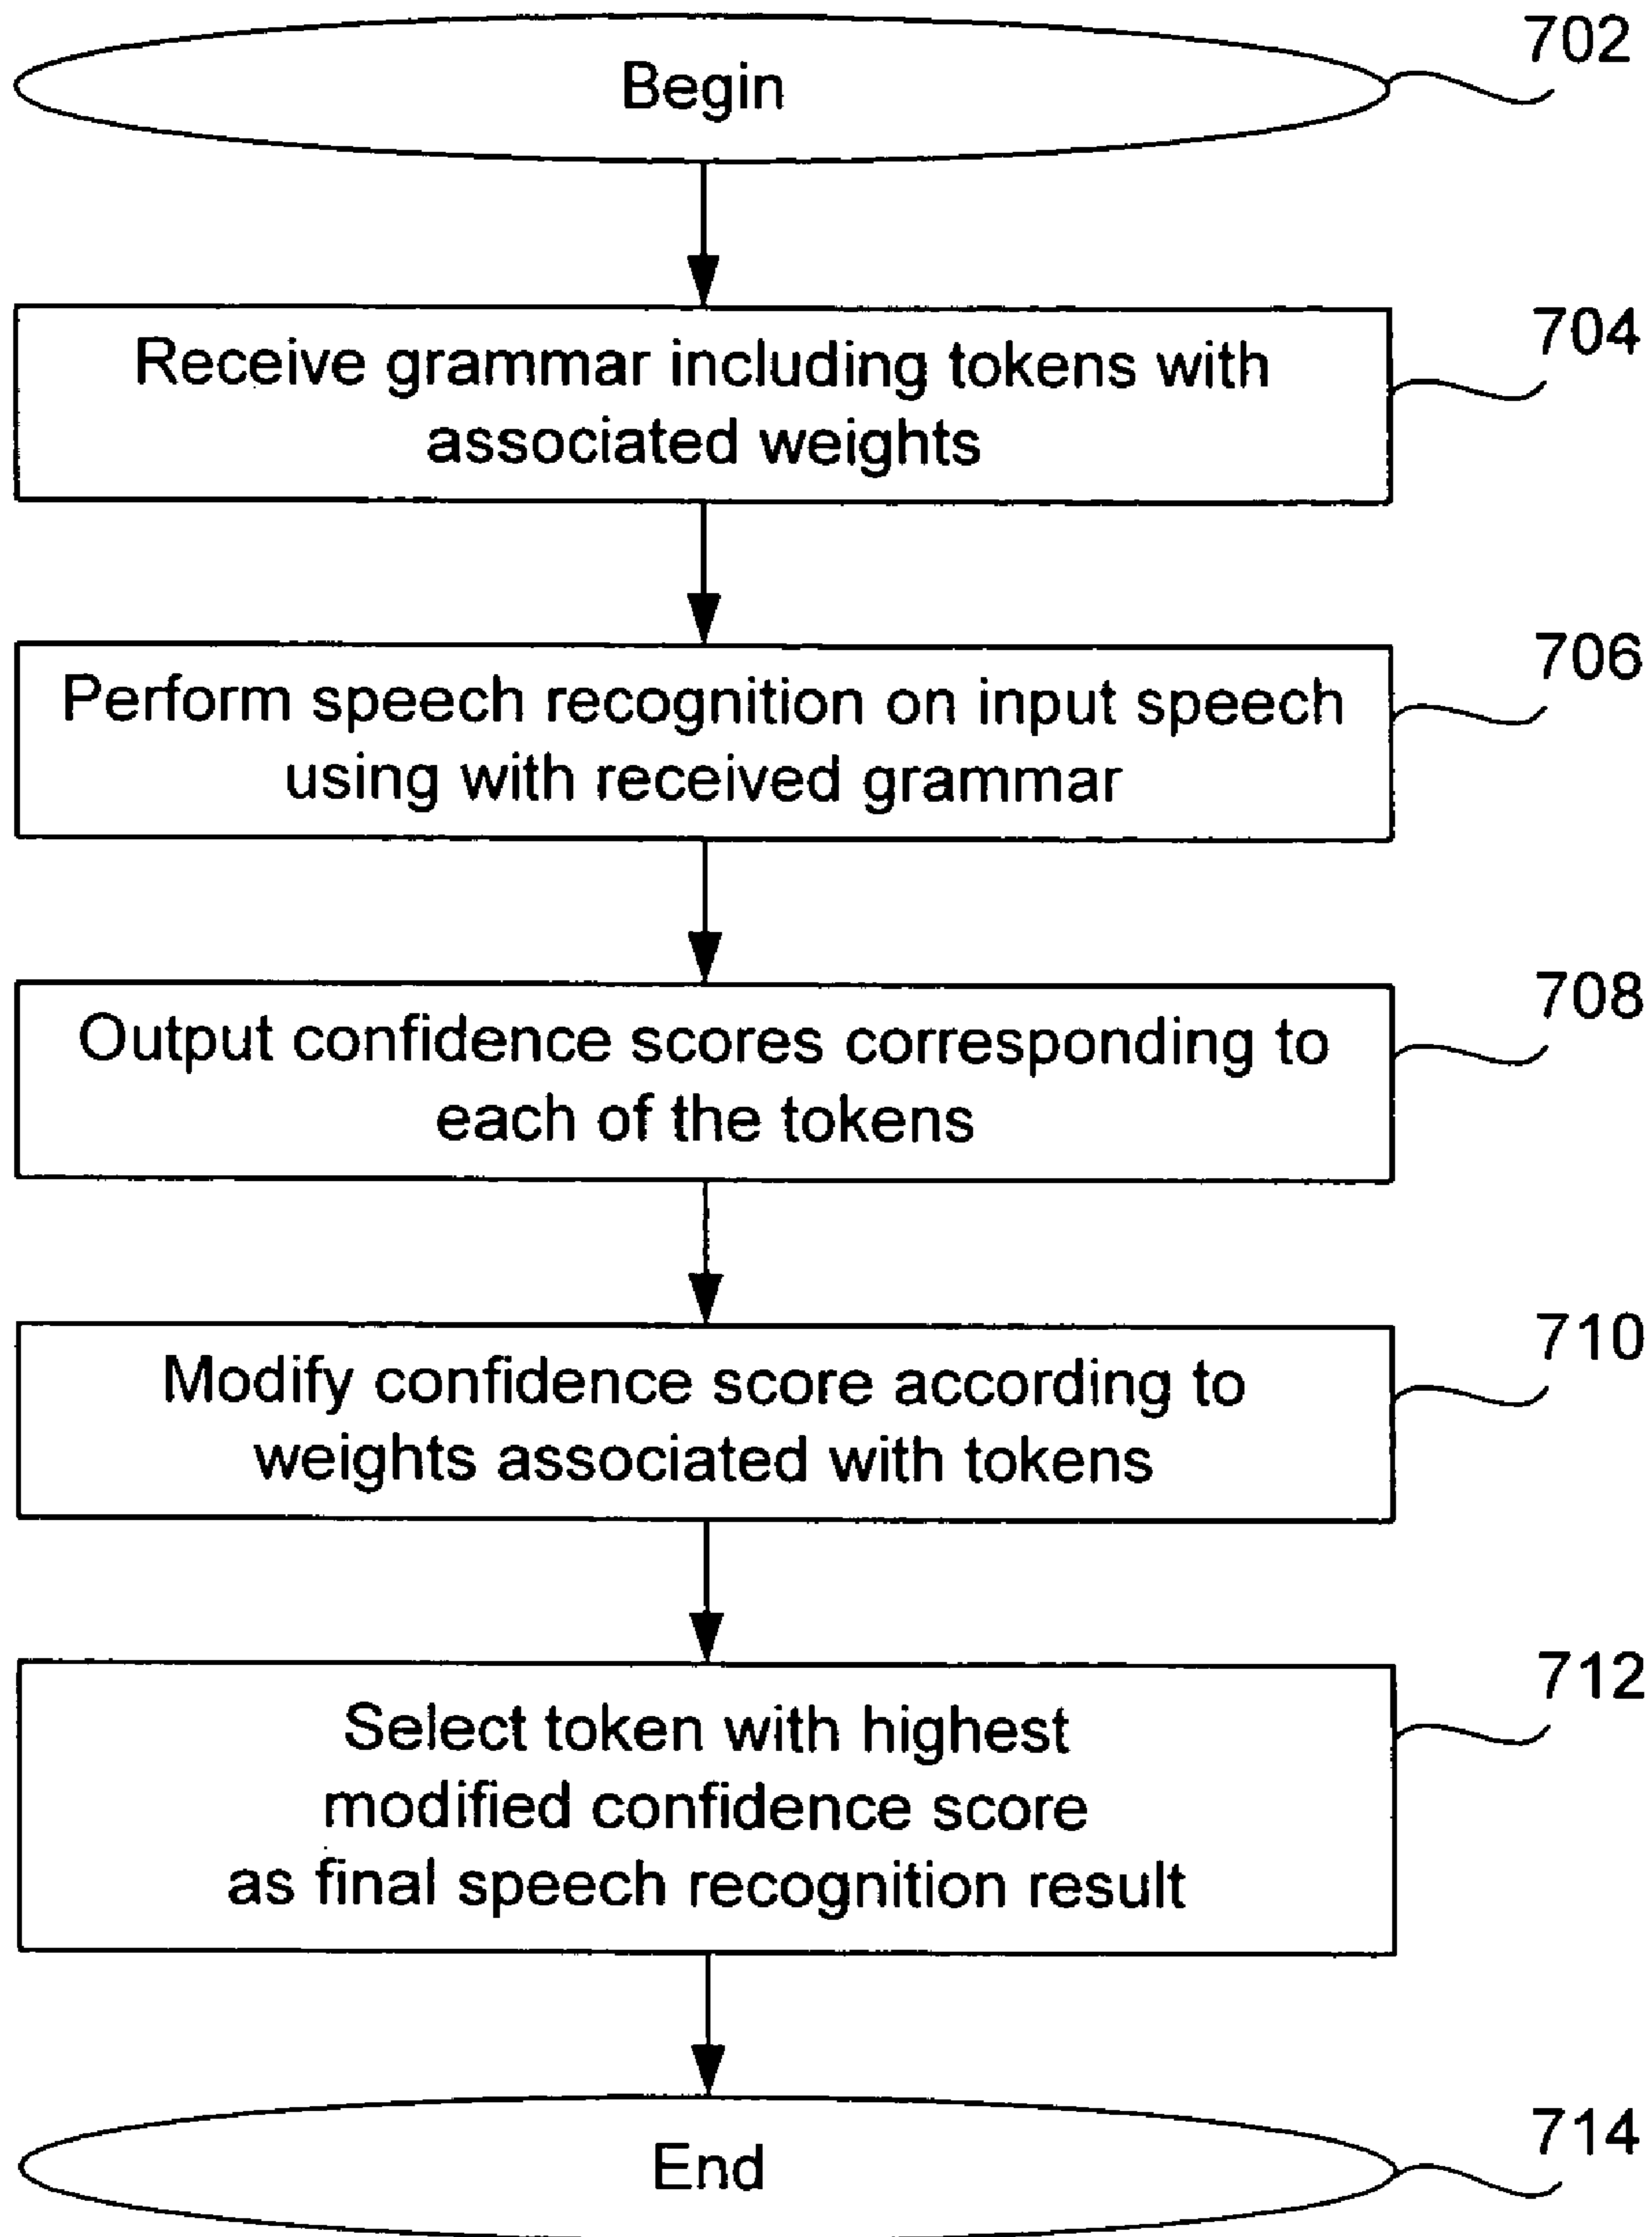 702
Begin
704
Receive grammar including tokens with
associated weights
706
Perform speech recognition on input speech
using with received grammar
708
Output confidence scores corresponding to
each of the tokens
710
Modify confidence score according to
weights associated with tokens
712
Select token with highest
modified confidence score
as final speech recognition result
714
End